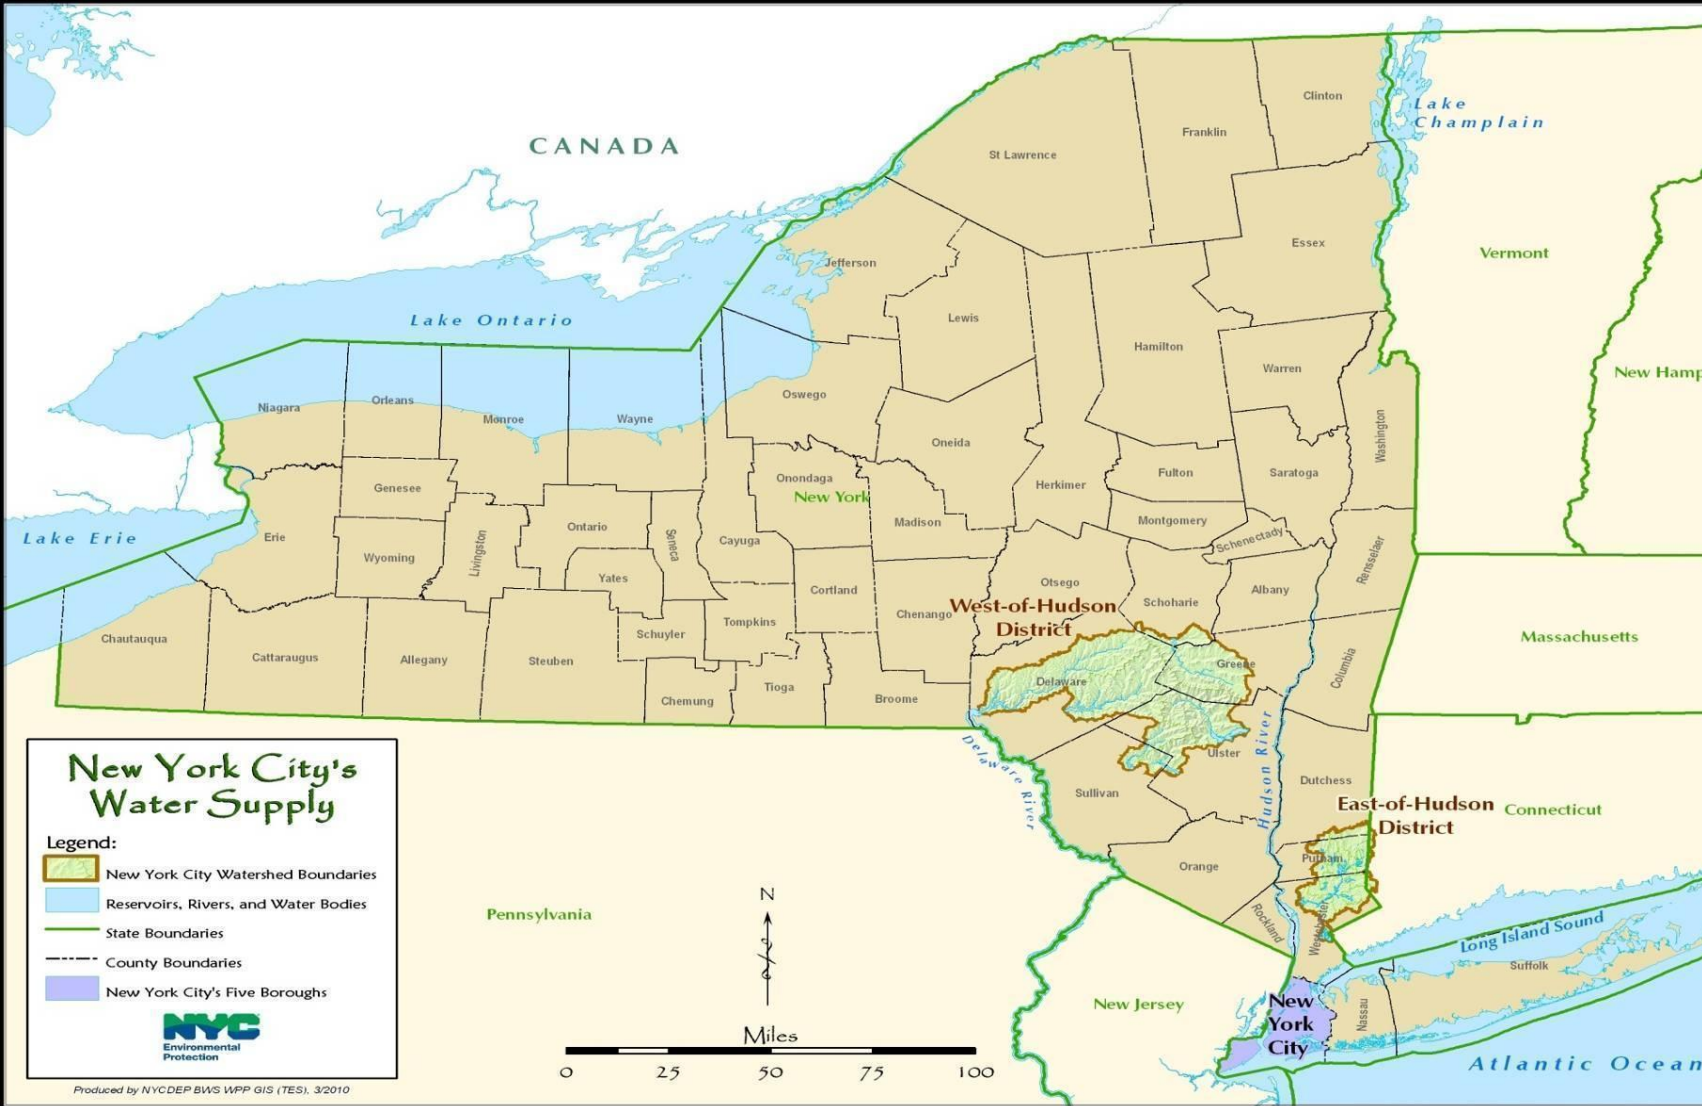 CANADA
Lake
Champlain
Clinton
Franklin
St Lawrence
Essex
Vermont
Jefferson
Lewis
Lake Ontario
Hamilton
Warren
New Hamp
Oswego
Niagara
Orleans
Monroe
Wayne
Washington
Oneida
Onondaga
New York
Fulton
Saratoga
Herkimer
Genesee
Madison
Montgomery
Schenectady
Lake Erie
Erie
Wyoming
Livingston
Ontario
Seneca
Cayuga
Rensselaer
Yates
Cortland
Otsego
Albany
Schoharie
Chenango
West-of-Hudson
District
Tompkins
Schuyler
Chautauqua
Cattaraugus
Allegany
Steuben
Massachusetts
Greene
Columbia
Delaware
Tioga
Chemung
Broome
Delaware River
Hudson River
Ulster
Sullivan
Dutchess
East-of-Hudson
District
Connecticut
Putnam
Orange
Rockland
Westchester
Pennsylvania
Long Island Sound
Suffolk
Nassau
New Jersey
New
York
City
Atlantic Ocean
New York City's
Water Supply
Legend:
New York City Watershed Boundaries
Reservoirs, Rivers, and Water Bodies
State Boundaries
County Boundaries
New York City's Five Boroughs
NYC
Environmental
Protection
Produced by NYCDEP BWS WPP GIS (TES), 3/2010
N
Miles
0 25 50 75 100